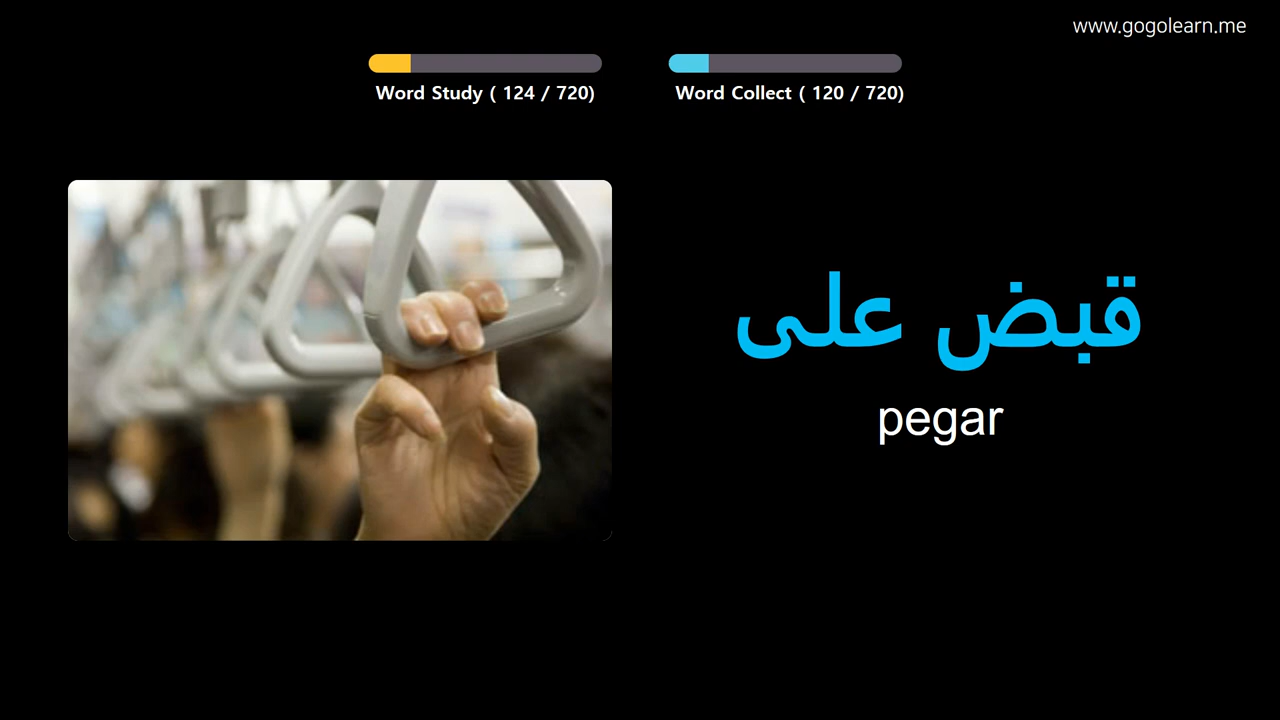 www.gogolearn.me
Word Study ( 124 / 720)
Word Collect ( 120 / 720)
قبض على
pegar